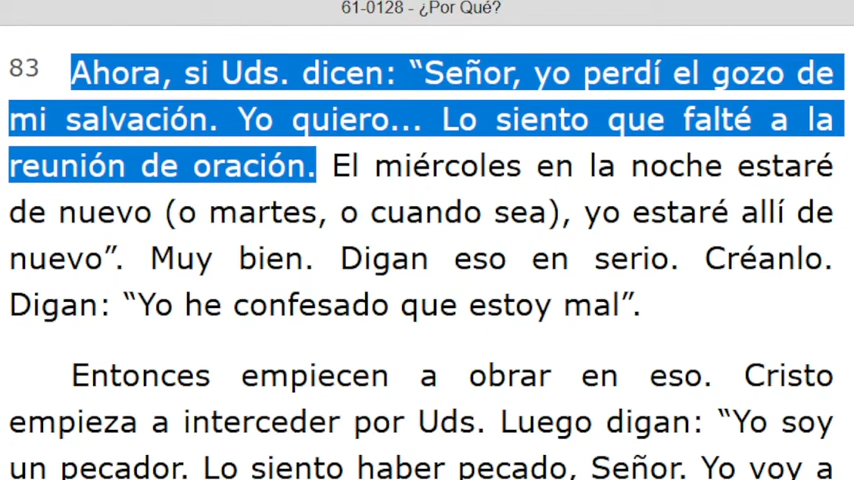 61-0128 - ¿Por Qué?
83 Ahora, si Uds. dicen: “Señor, yo perdí el gozo de
mi salvación. Yo quiero... Lo siento que falté a la
reunión de oración. El miércoles en la noche estaré
de nuevo (o martes, o cuando sea), yo estaré allí de
nuevo”. Muy bien. Digan eso en serio. Créanlo.
Digan: “Yo he confesado que estoy mal”.
Entonces empiecen a obrar en eso. Cristo
empieza a interceder por Uds. Luego digan: “Yo soy
un pecador. Lo siento haber pecado, Señor. Yo voy a